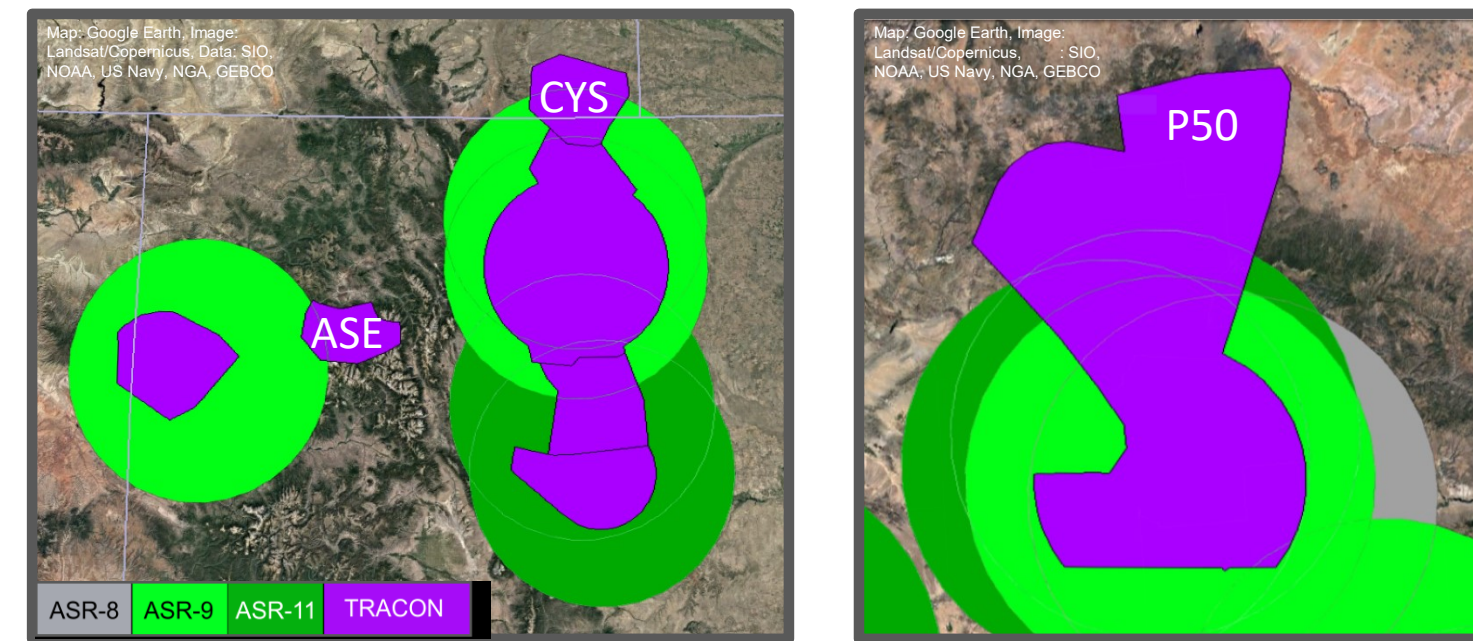 Map: Google Earth, Image:
Landsat/Copernicus, Data: SIO,
NOAA, US Navy, NGA, GEBCO
CYS
ASE
ASR-8 ASR-9 ASR-11 TRACON
Map: Google Earth, Image:
Landsat/Copernicus, : SIO,
NOAA, US Navy, NGA, GEBCO
P50